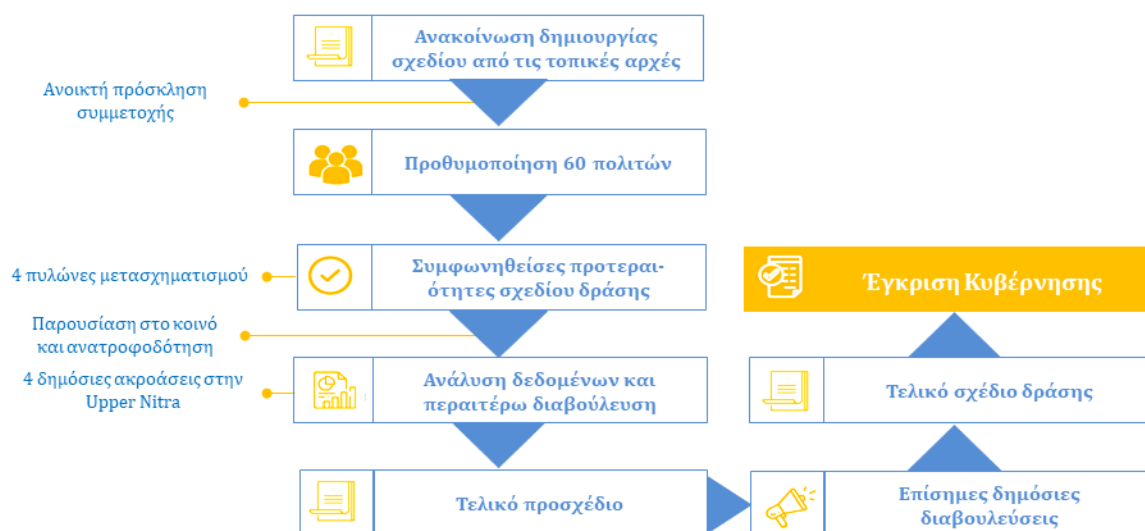 Ανακοίνωση δημιουργίας
σχεδίου από τις τοπικές αρχές
Ανοικτή πρόσκληση
συμμετοχής
Προθυμοποίηση 60 πολιτών
4 πυλώνες μετασχηματισμού
Συμφωνηθείσες προτεραι-
ότητες σχεδίου δράσης
Παρουσίαση στο κοινό
και ανατροφοδότηση
4 δημόσιες ακροάσεις στην
Upper Nitra
Ανάλυση δεδομένων και
περαιτέρω διαβούλευση
Τελικό προσχέδιο
Επίσημες δημόσιες
διαβουλεύσεις
Τελικό σχέδιο δράσης
Έγκριση Κυβέρνησης